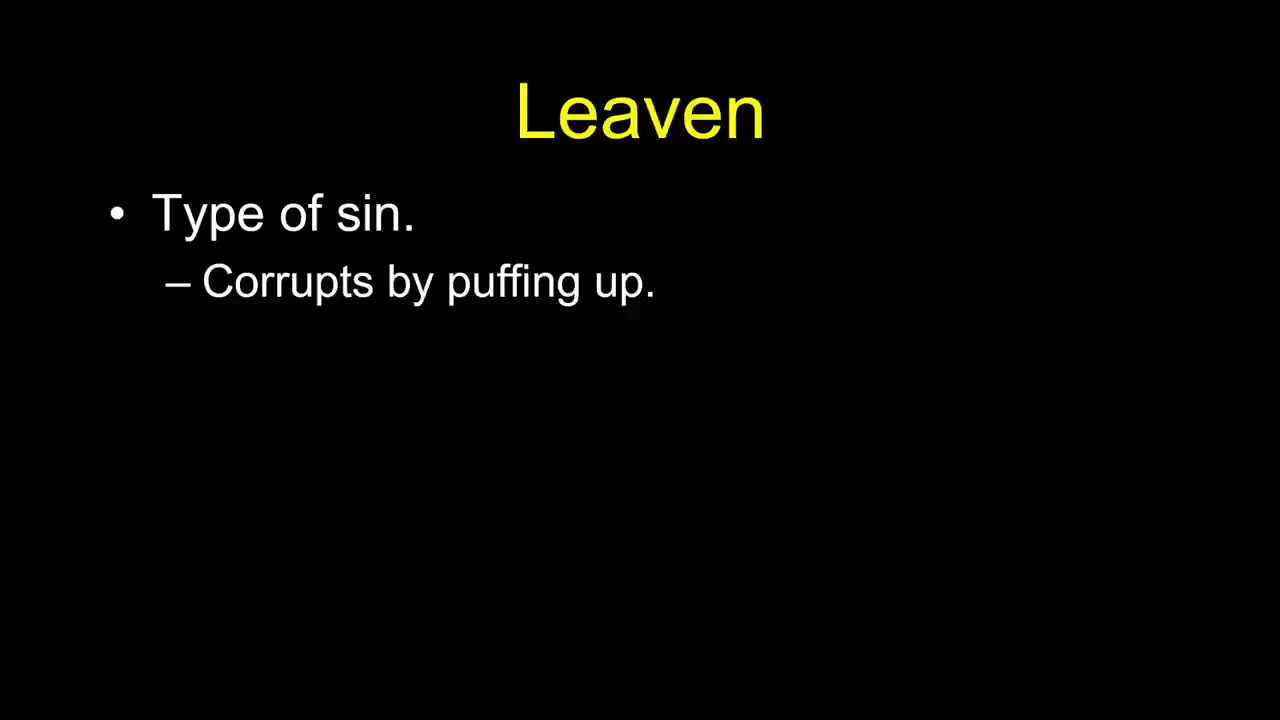 Leaven
• Type of sin.
– Corrupts by puffing up.